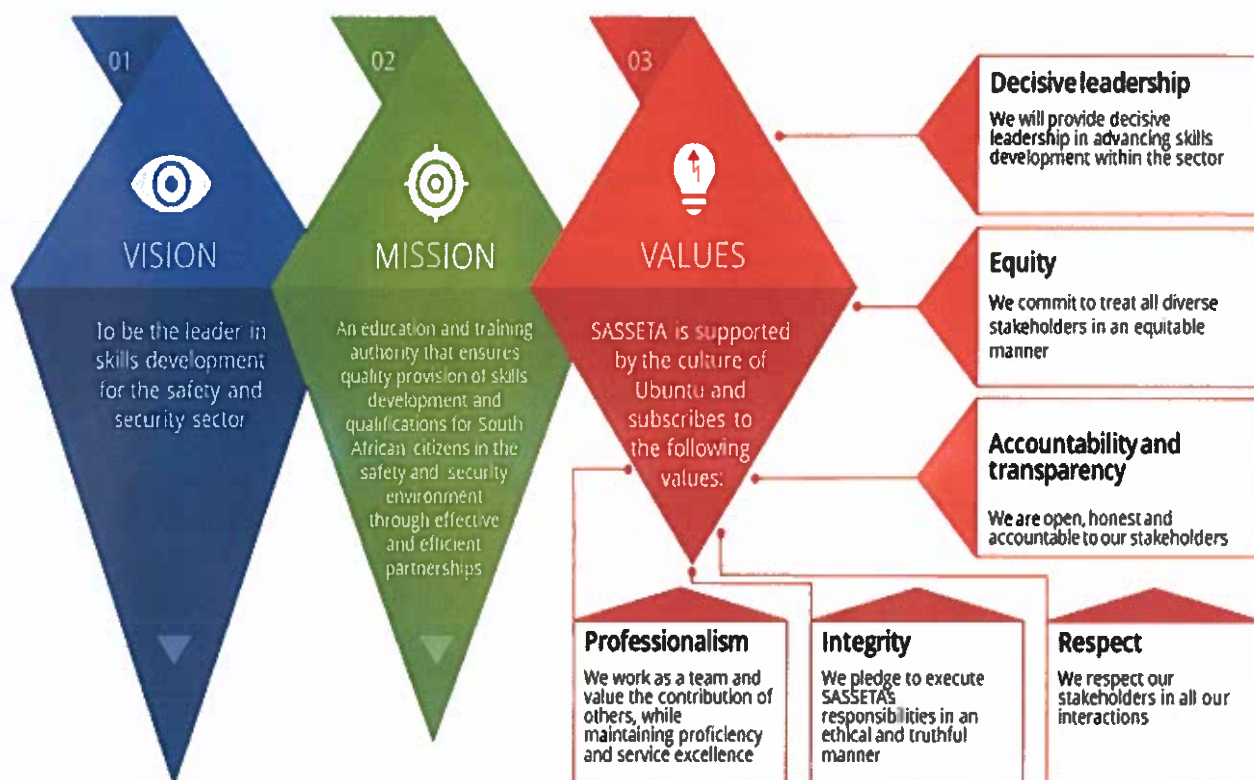 01
VISION
To be the leader in
skills development
for the safety and
security sector
02
MISSION
An education and training
authority that ensures
quality provision of skills
development and
qualifications for South
African citizens in the
safety and security
environment
through effective
and efficient
partnerships
03
VALUES
SASSETA is supported
by the culture of
Ubuntu and
subscribes to
the following
values:
Decisive leadership
We will provide decisive
leadership in advancing skills
development within the sector
Equity
We commit to treat all diverse
stakeholders in an equitable
manner
Accountability and
transparency
We are open, honest and
accountable to our stakeholders
Professionalism
We work as a team and
value the contribution of
others, while
maintaining proficiency
and service excellence
Integrity
We pledge to execute
SASSETA's
responsibilities in an
ethical and truthful
manner
Respect
We respect our
stakeholders in all our
interactions